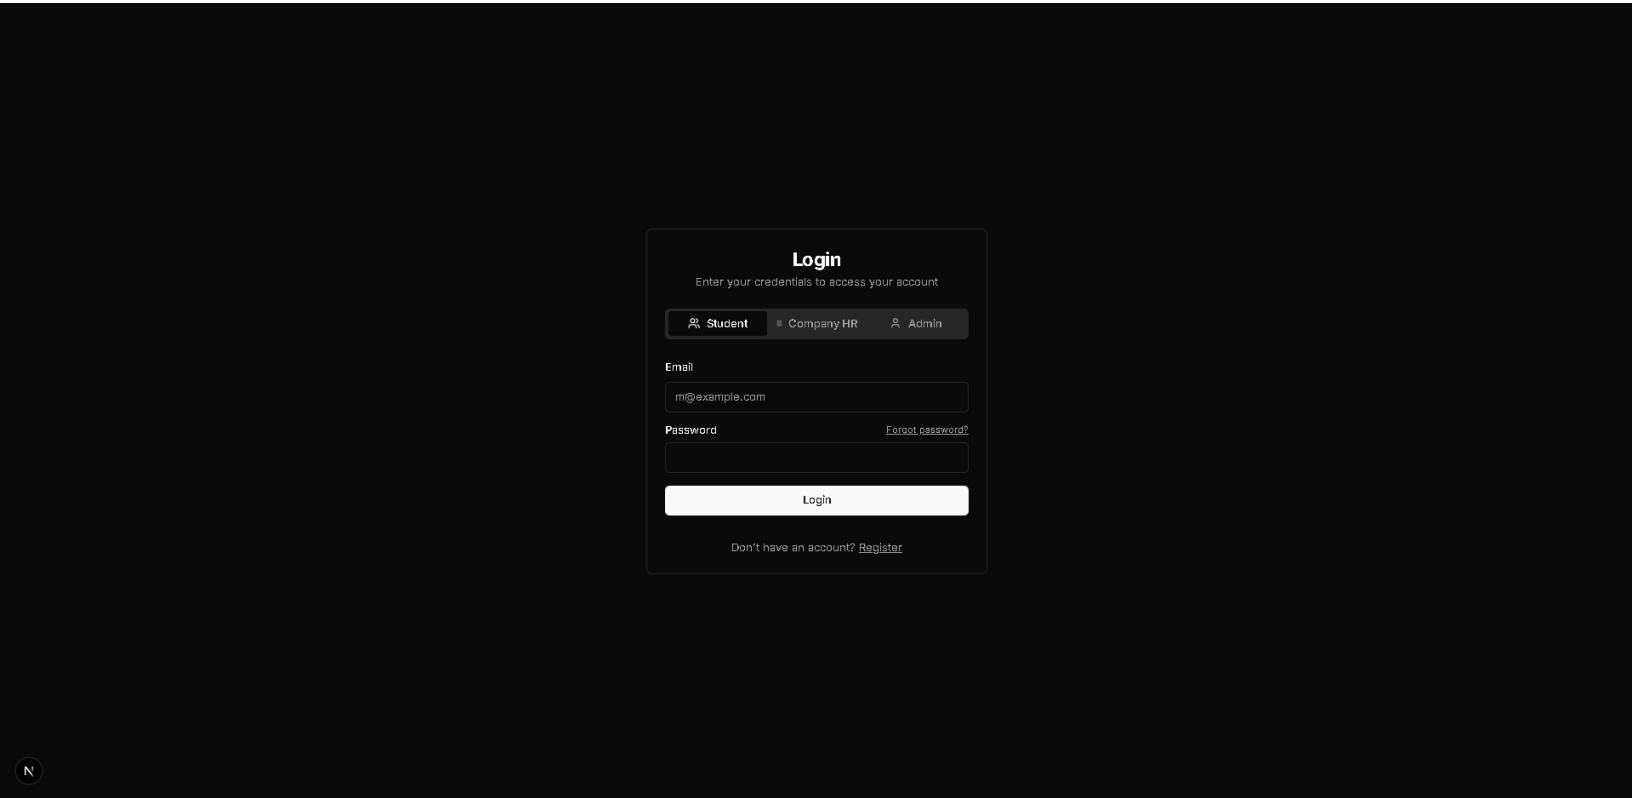 Login
Enter your credentials to access your account
Student Company HR Admin
Email
m@example.com
Password Forgot password?
Login
Don't have an account? Register
N